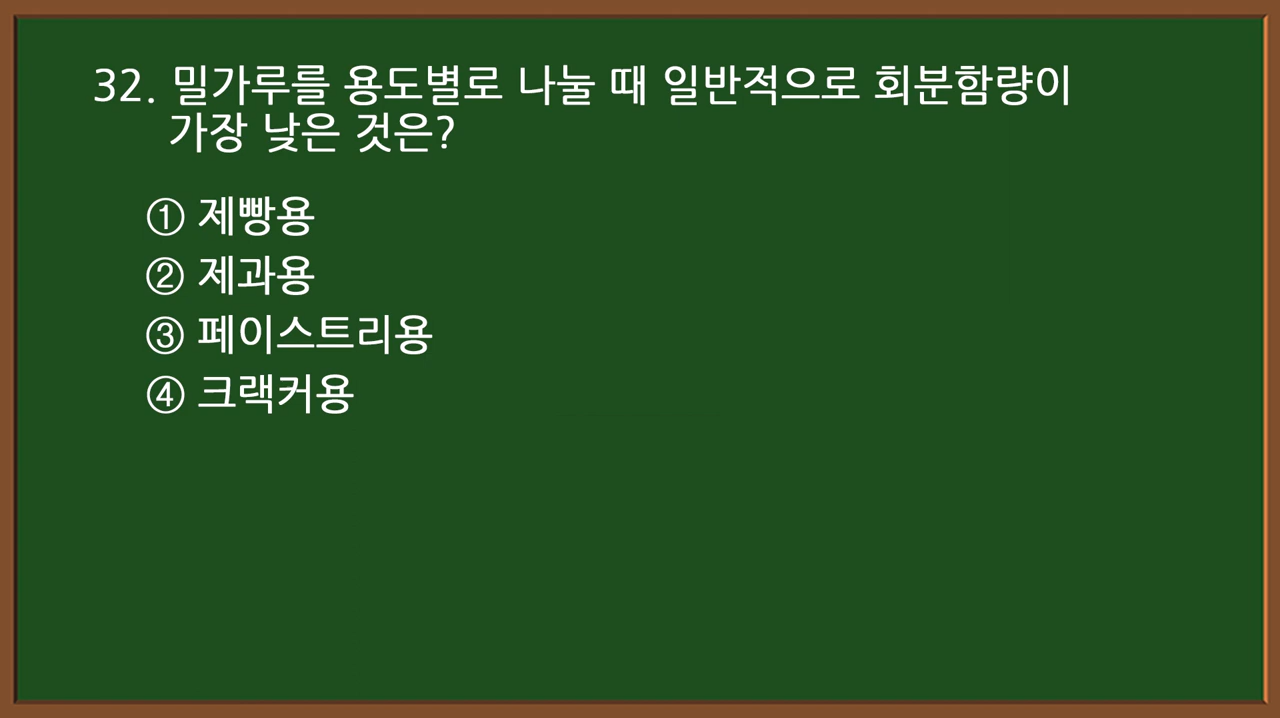 32. 밀가루를 용도별로 나눌 때 일반적으로 회분함량이
가장 낮은 것은?
① 제빵용
② 제과용
③ 페이스트리용
④ 크랙커용